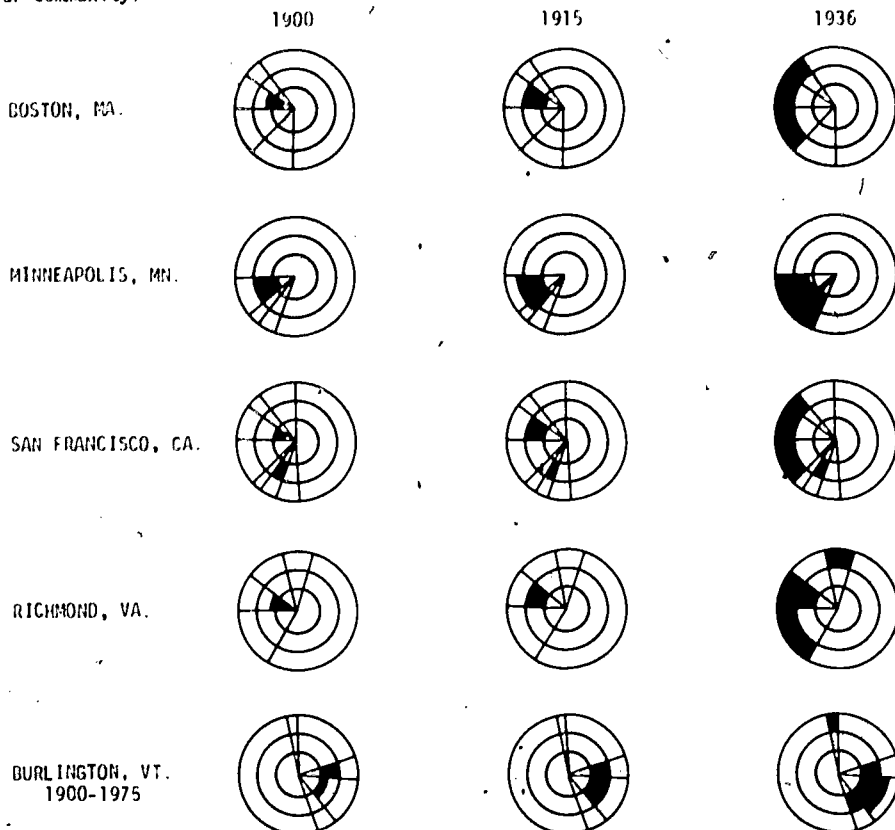 1900 1915 1936
BOSTON, MA.
MINNEAPOLIS, MN.
SAN FRANCISCO, CA.
RICHMOND, VA.
BURLINGTON, VT.
1900-1975